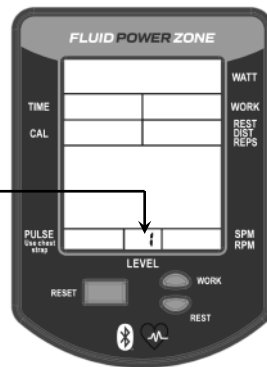 FLUID POWER ZONE
WATT
TIME
WORK
CAL
REST
DIST
REPS
1
PULSE
Use chest
strap
SPM
RPM
LEVEL
RESET
WORK
REST